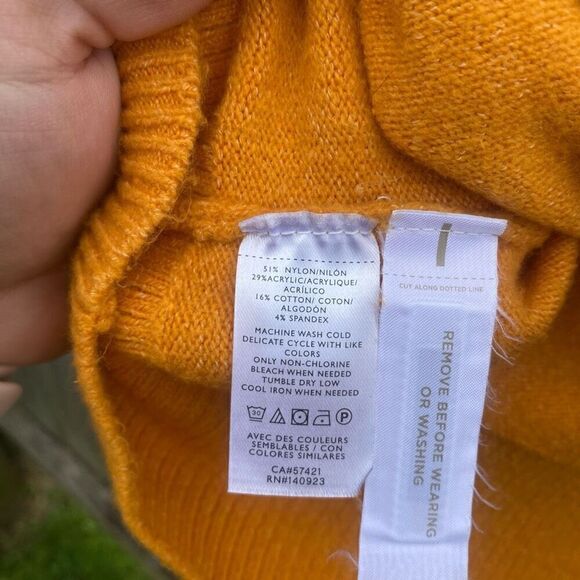 51% NYLON/NILÓN
29%ACRYLIC/ACRYLIQUE/
ACRÍLICO
16% COTTON/ COTON/
ALGODÓN
4% SPANDEX
MACHINE WASH COLD
DELICATE CYCLE WITH LIKE
COLORS
ONLY NON-CHLORINE
BLEACH WHEN NEEDED
TUMBLE DRY LOW
COOL IRON WHEN NEEDED
30 P
AVEC DES COULEURS
SEMBLABLES / CON
COLORES SIMILARES
CA#57421
RN#140923
CUT ALONG DOTTED LINE
REMOVE BEFORE WEARING
OR WASHING